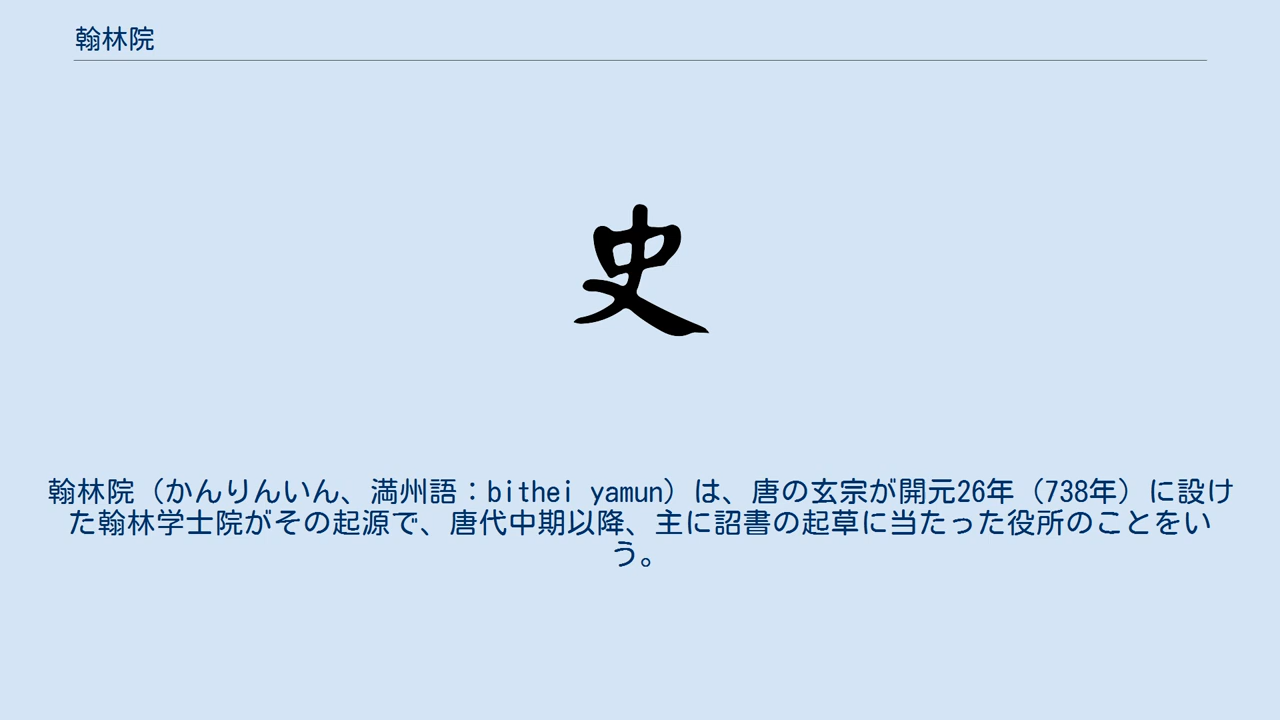 翰林院
史
翰林院（かんりんいん、満州語：bithei yamun）は、唐の玄宗が開元26年（738年）に設け
た翰林学士院がその起源で、唐代中期以降、主に詔書の起草に当たった役所のことをい
う。